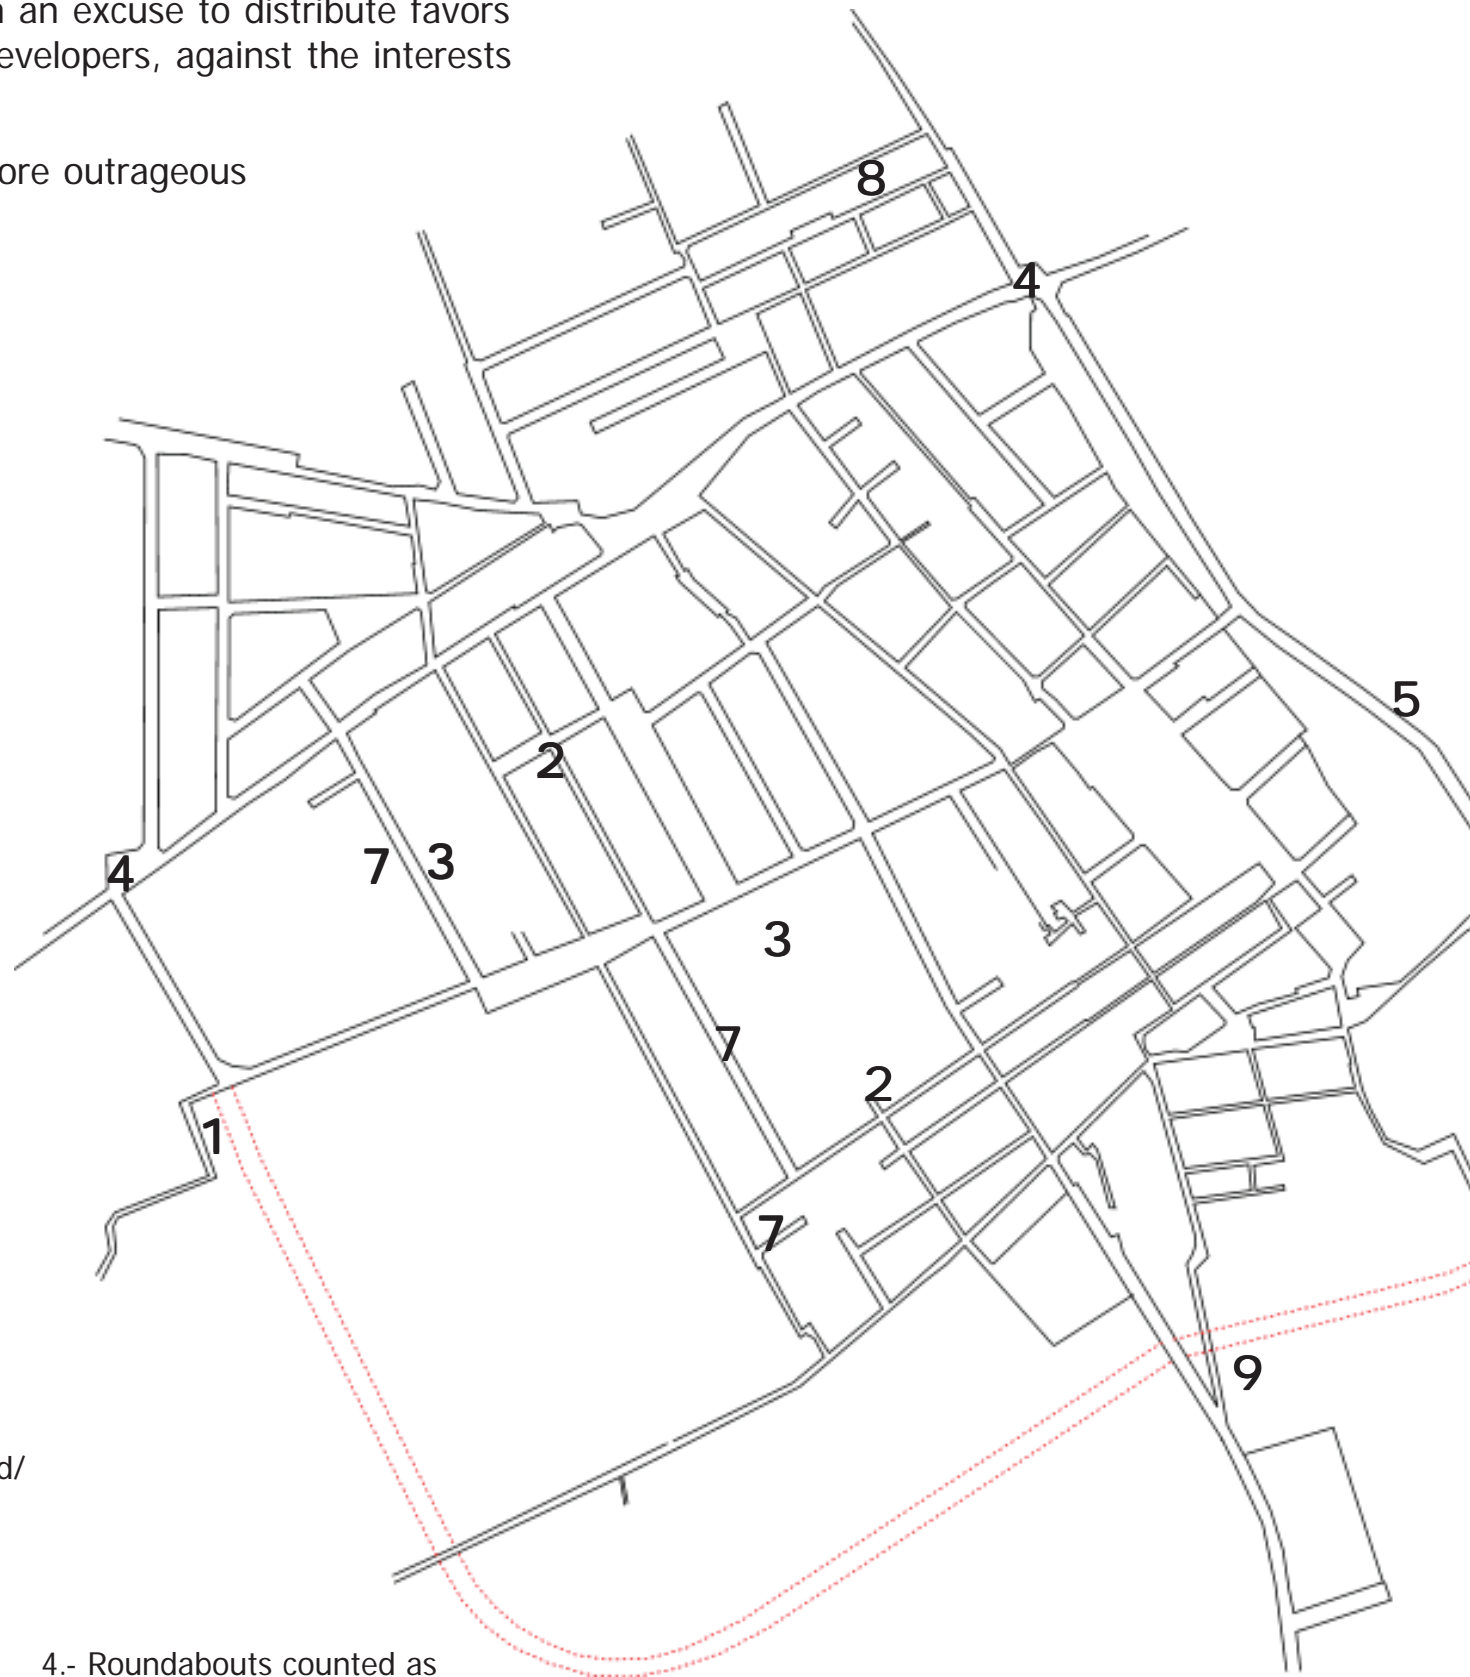 an excuse to distribute favors
evelopers, against the interests
ore outrageous
8
4
5
2
3
7
4
3
7
2
1
7
9
d/
4.- Roundabouts counted as